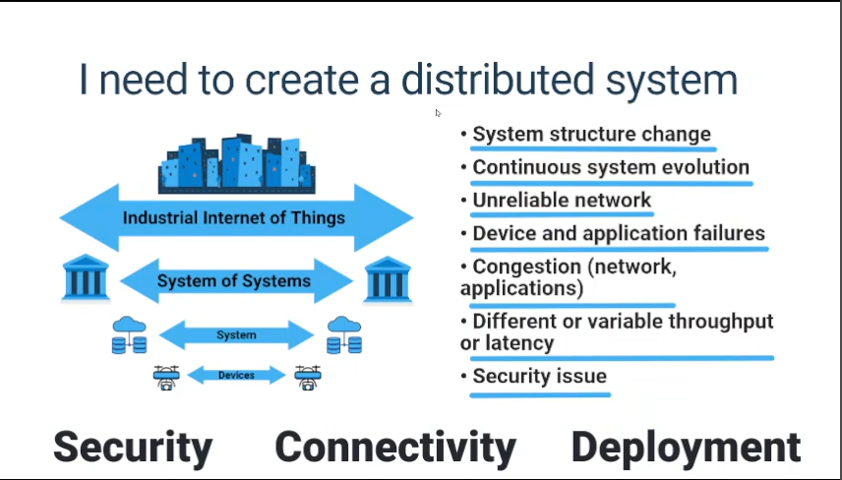 I need to create a distributed system
Industrial Internet of Things
System of Systems
System
Devices
• System structure change
• Continuous system evolution
• Unreliable network
• Device and application failures
• Congestion (network,
applications)
• Different or variable throughput
or latency
• Security issue
Security Connectivity Deployment